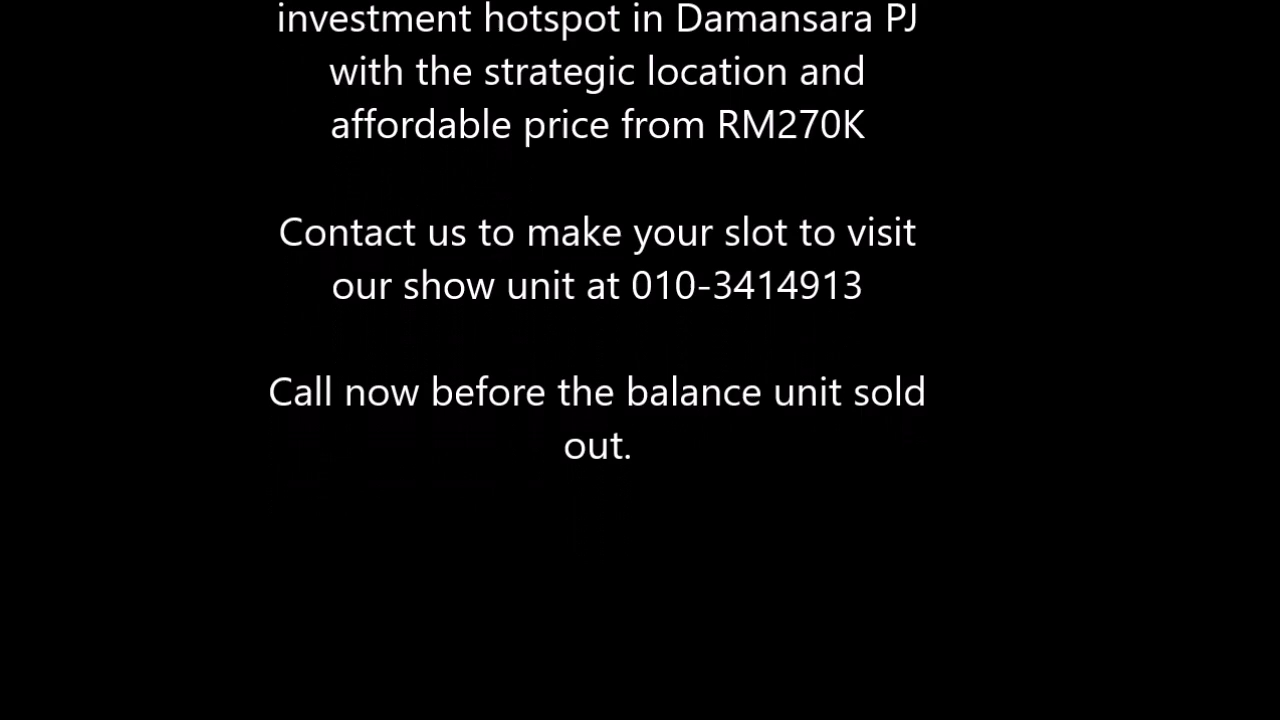 investment hotspot in Damansara PJ
with the strategic location and
affordable price from RM270K
Contact us to make your slot to visit
our show unit at 010-3414913
Call now before the balance unit sold
out.